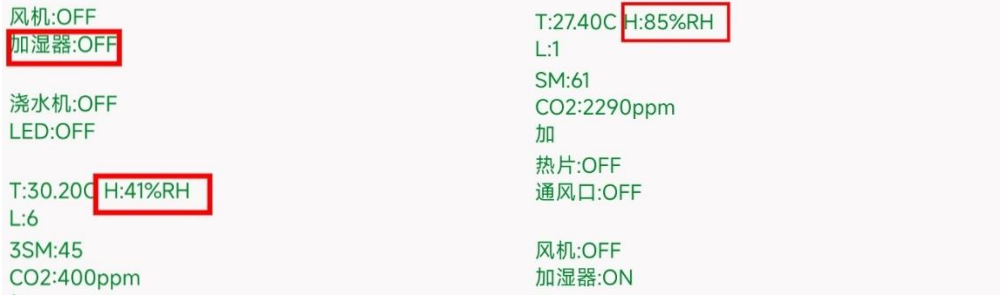 风机:OFF
加湿器:OFF
浇水机:OFF
LED:OFF
T:30.20C H:41%RH
L:6
3SM:45
CO2:400ppm
T:27.40C H:85%RH
L:1
SM:61
CO2:2290ppm
加
热片:OFF
通风口:OFF
风机:OFF
加湿器:ON